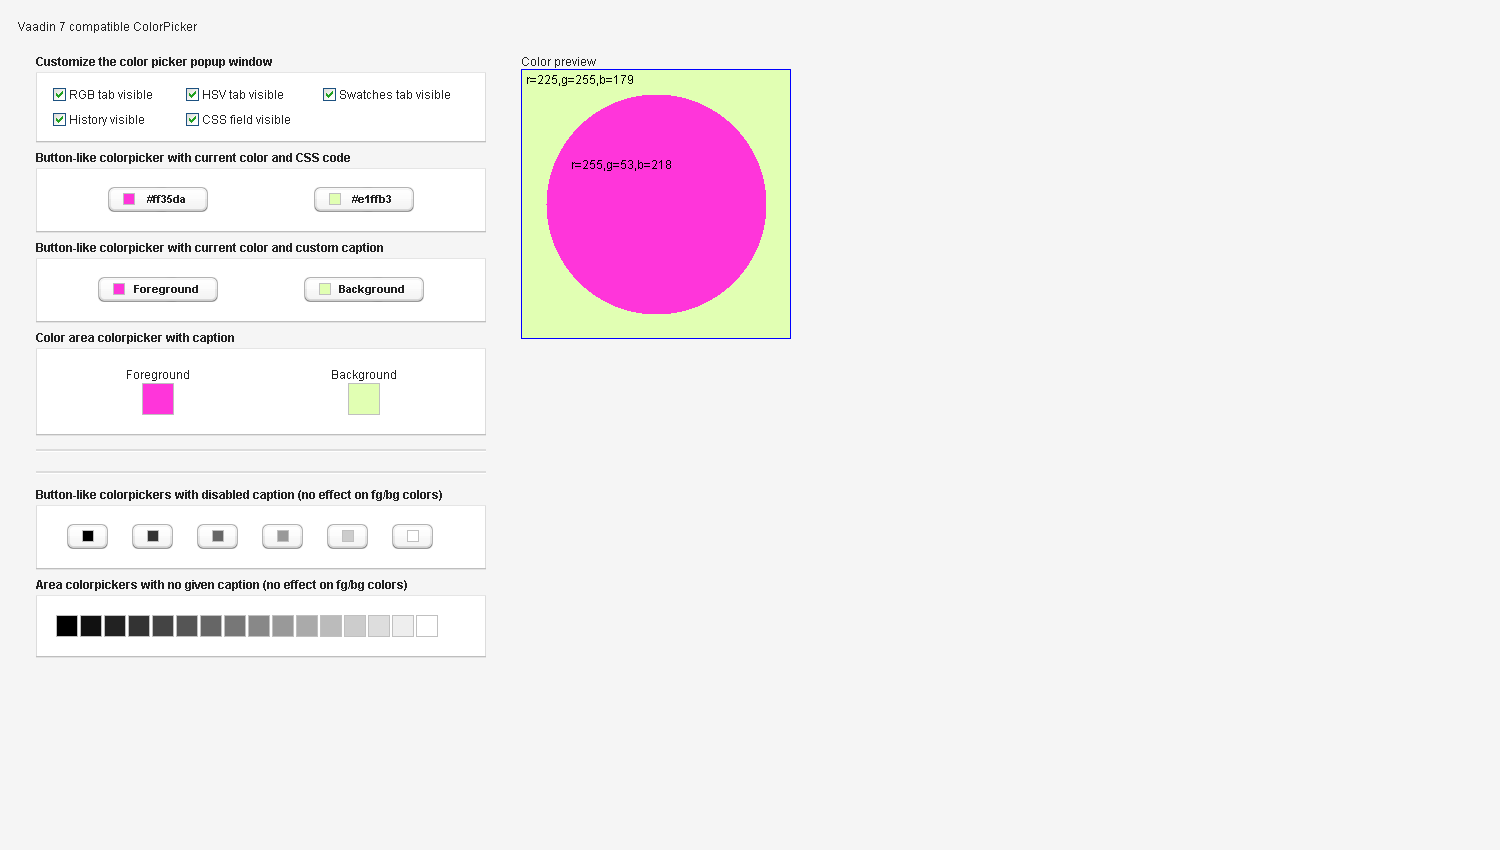 Vaadin 7 compatible ColorPicker
Customize the color picker popup window
RGB tab visible
HSV tab visible
Swatches tab visible
History visible
CSS field visible
Button-like colorpicker with current color and CSS code
#ff35da
#e1ffb3
Button-like colorpicker with current color and custom caption
Foreground
Background
Color area colorpicker with caption
Foreground
Background
Button-like colorpickers with disabled caption (no effect on fg/bg colors)
Area colorpickers with no given caption (no effect on fg/bg colors)
Color preview
r=225,g=255,b=179
r=255,g=53,b=218